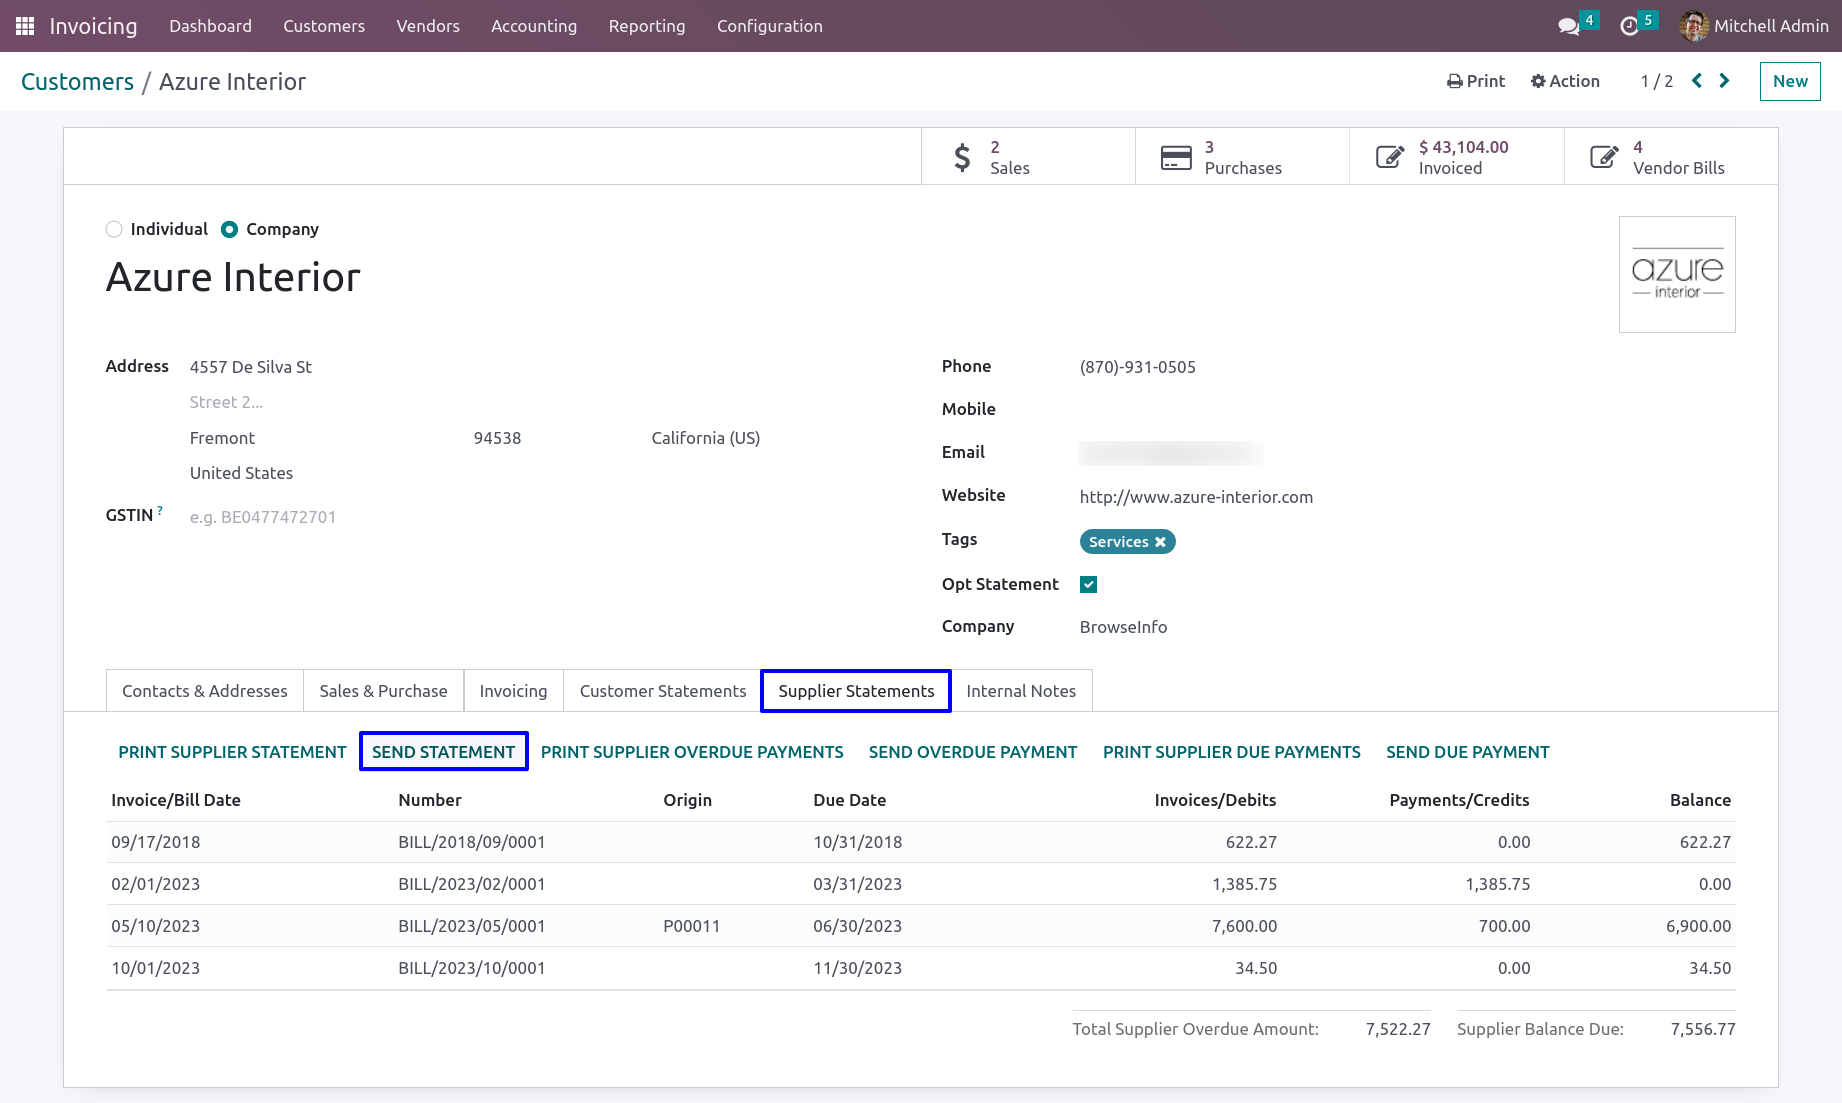 Invoicing Dashboard Customers Vendors Accounting Reporting Configuration 4 5 Mitchell Admin
Customers / Azure Interior Print Action 1 / 2 New
2 Sales
3 Purchases
$ 43,104.00 Invoiced
4 Vendor Bills
Individual Company
Azure Interior
azure
interior
Address 4557 De Silva St
Street 2...
Fremont 94538 California (US)
United States
GSTIN ? e.g. BE0477472701
Phone (870)-931-0505
Mobile
Email
Website http://www.azure-interior.com
Tags Services
Opt Statement
Company BrowseInfo
Contacts & Addresses Sales & Purchase Invoicing Customer Statements Supplier Statements Internal Notes
PRINT SUPPLIER STATEMENT SEND STATEMENT PRINT SUPPLIER OVERDUE PAYMENTS SEND OVERDUE PAYMENT PRINT SUPPLIER DUE PAYMENTS SEND DUE PAYMENT
Invoice/Bill Date Number Origin Due Date Invoices/Debits Payments/Credits Balance
09/17/2018 BILL/2018/09/0001 10/31/2018 622.27 0.00 622.27
02/01/2023 BILL/2023/02/0001 03/31/2023 1,385.75 1,385.75 0.00
05/10/2023 BILL/2023/05/0001 P00011 06/30/2023 7,600.00 700.00 6,900.00
10/01/2023 BILL/2023/10/0001 11/30/2023 34.50 0.00 34.50
Total Supplier Overdue Amount: 7,522.27 Supplier Balance Due: 7,556.77